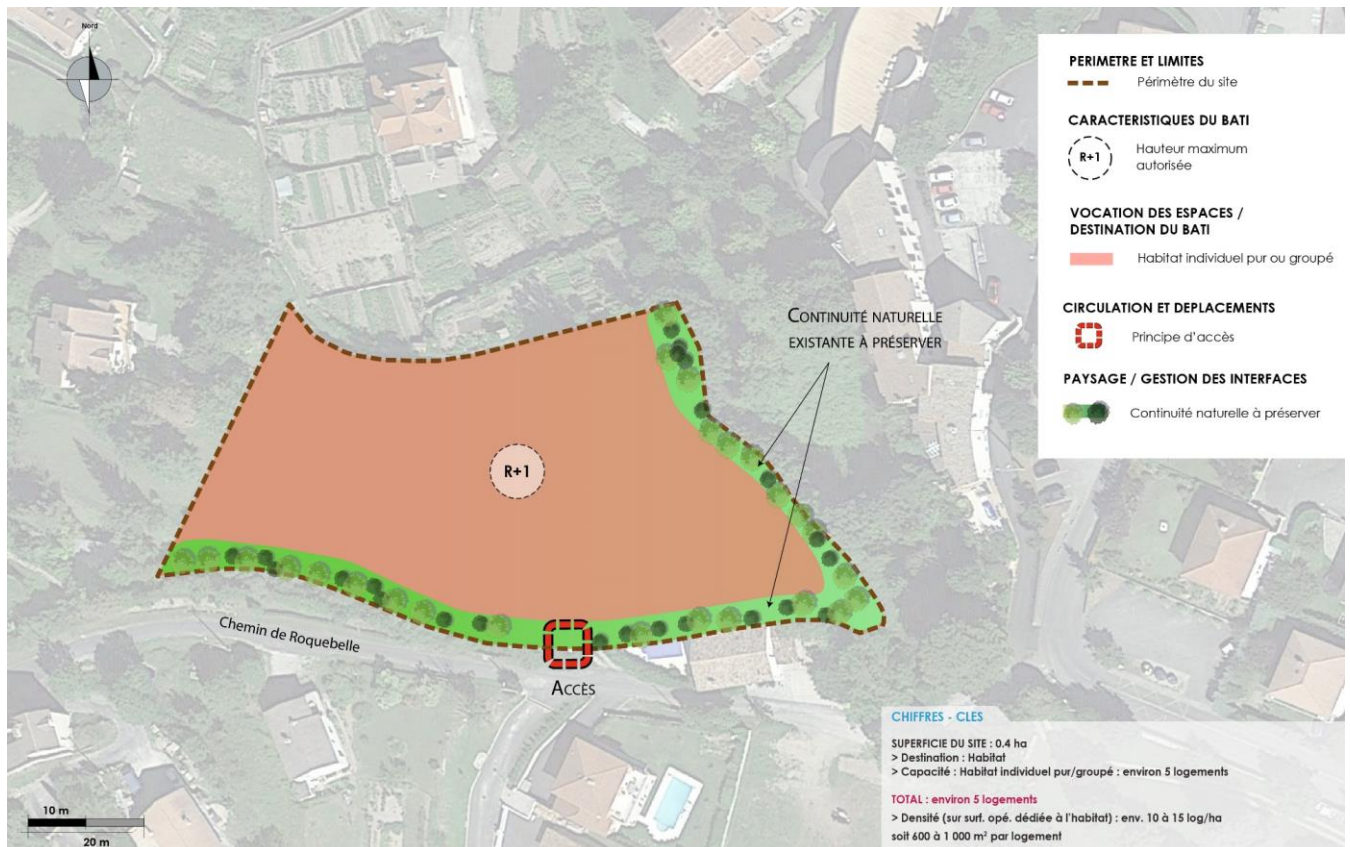 Nord
PERIMETRE ET LIMITES
Périmètre du site
CARACTERISTIQUES DU BATI
R+1
Hauteur maximum
autorisée
VOCATION DES ESPACES /
DESTINATION DU BATI
Habitat individuel pur ou groupé
CIRCULATION ET DEPLACEMENTS
Principe d'accès
PAYSAGE / GESTION DES INTERFACES
Continuité naturelle à préserver
CONTINUITÉ NATURELLE
EXISTANTE À PRÉSERVER
R+1
Chemin de Roquebelle
ACCÈS
CHIFFRES - CLES
SUPERFICIE DU SITE : 0.4 ha
> Destination : Habitat
> Capacité : Habitat individuel pur/groupé : environ 5 logements
TOTAL : environ 5 logements
> Densité (sur surf. opé. dédiée à l'habitat) : env. 10 à 15 log/ha
soit 600 à 1 000 m² par logement
10 m
20 m